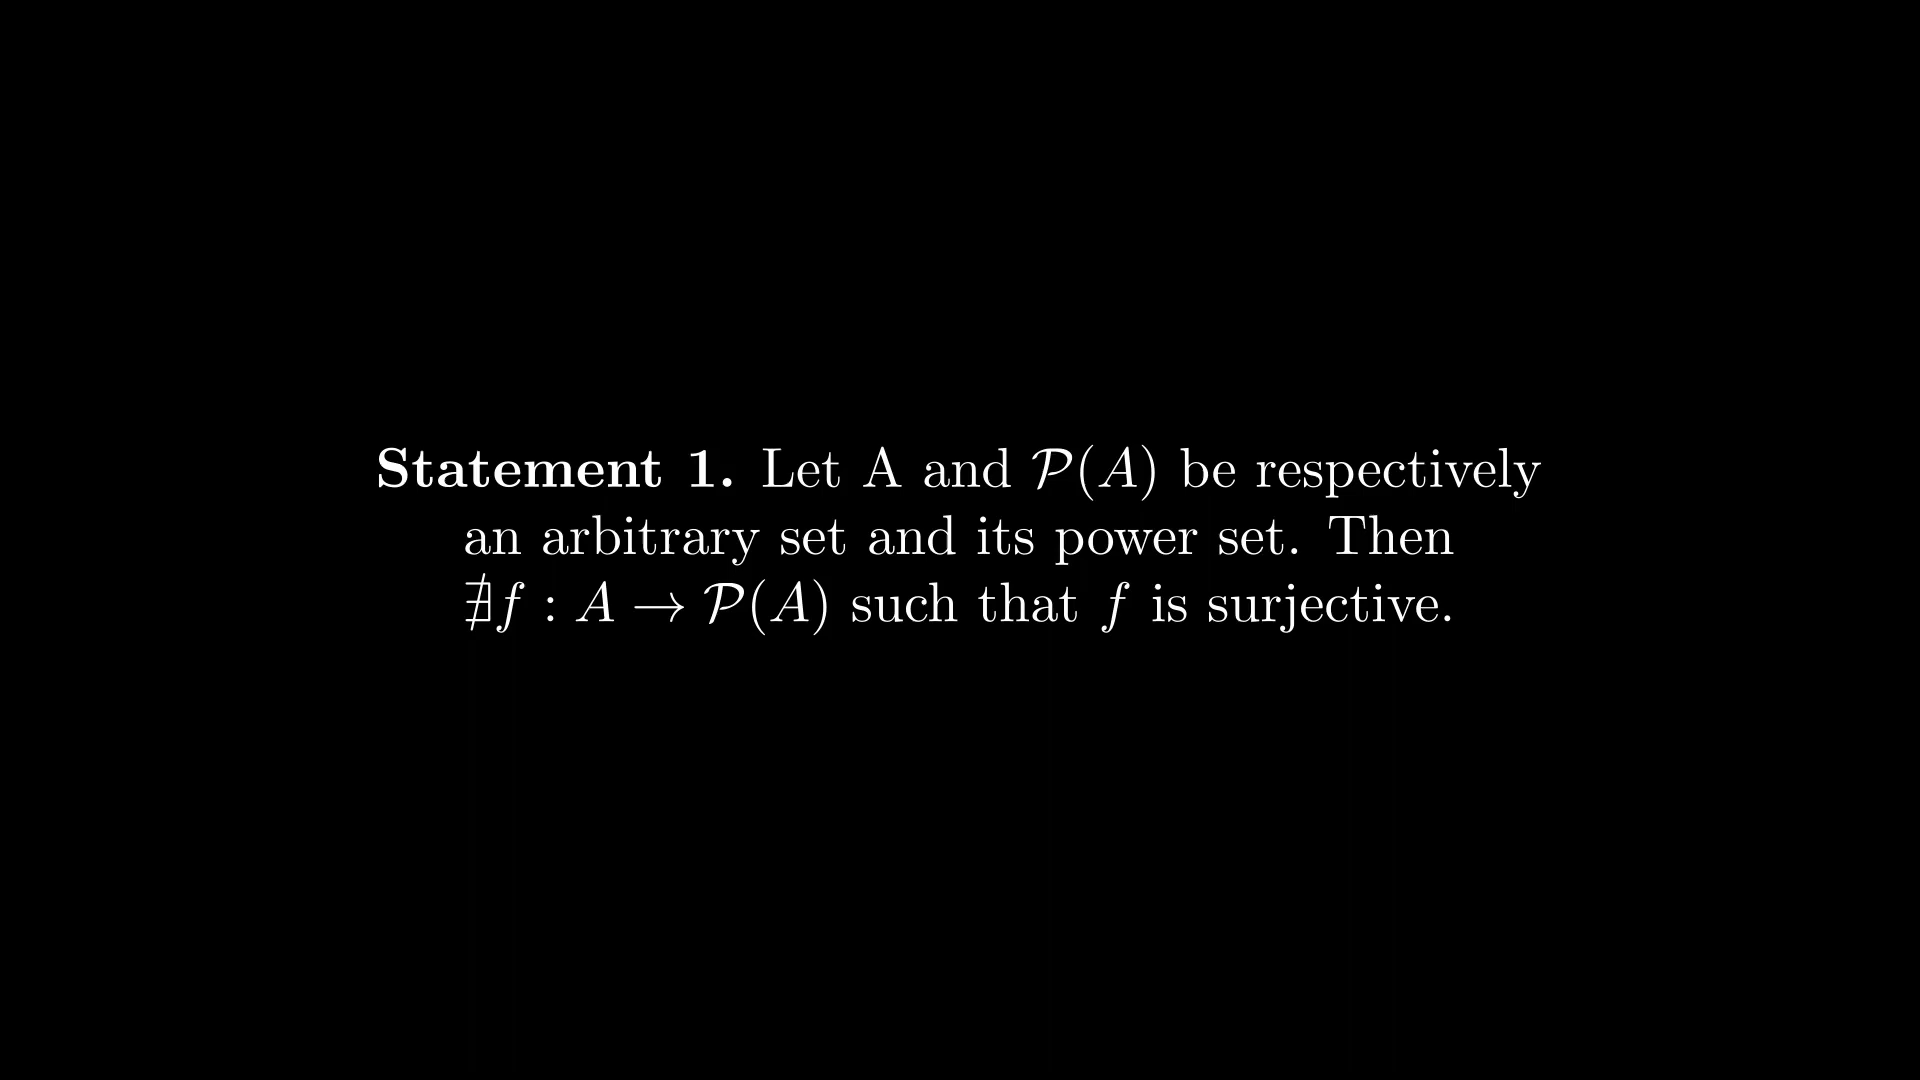 Statement 1. Let A and 𝒫(A) be respectively
an arbitrary set and its power set. Then
∄f : A → 𝒫(A) such that f is surjective.